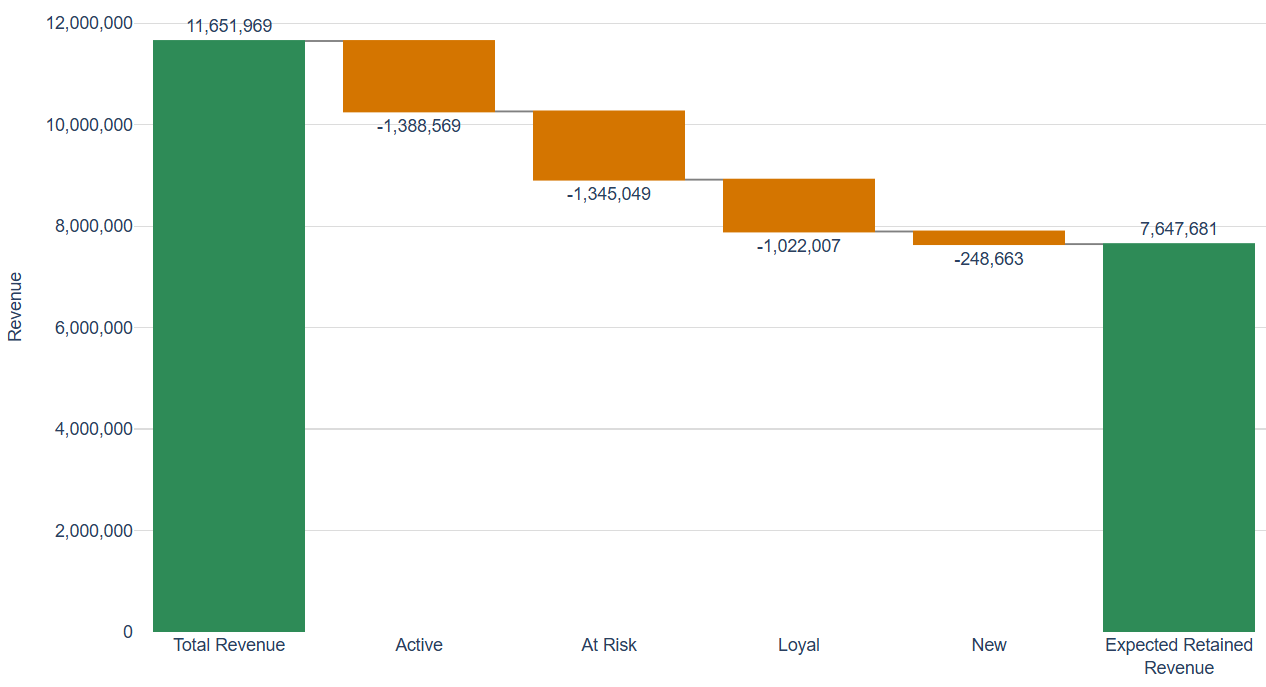 12,000,000
11,651,969
10,000,000
-1,388,569
-1,345,049
8,000,000
7,647,681
-1,022,007
-248,663
Revenue
6,000,000
4,000,000
2,000,000
0
Total Revenue
Active
At Risk
Loyal
New
Expected Retained
Revenue